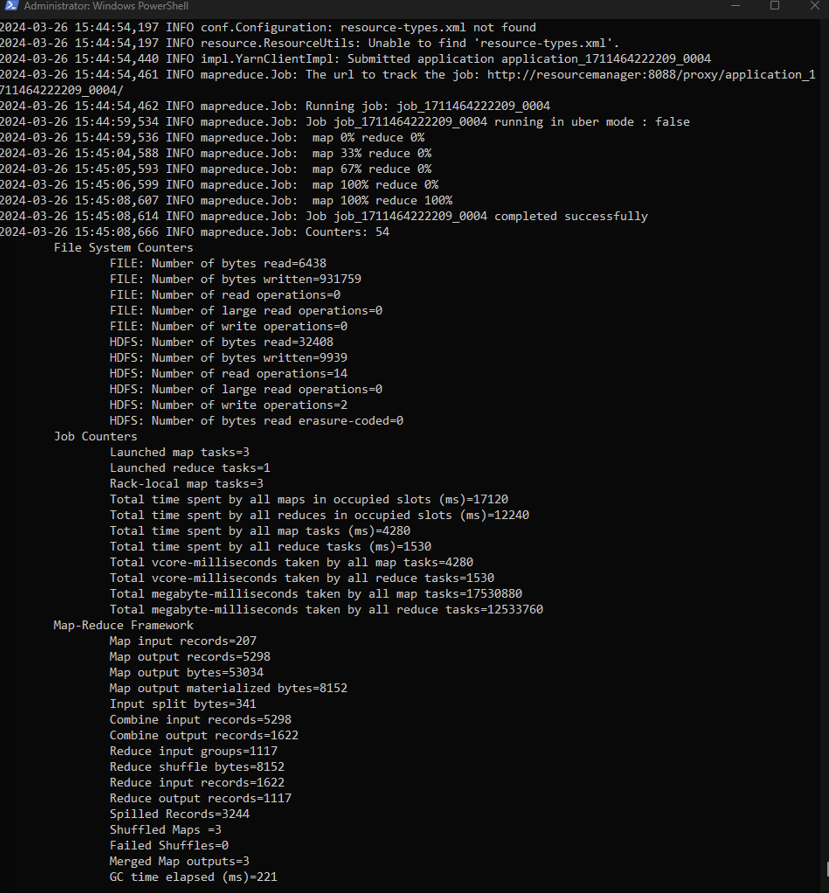 Administrator: Windows PowerShell
2024-03-26 15:44:54,197 INFO conf.Configuration: resource-types.xml not found
2024-03-26 15:44:54,197 INFO resource.ResourceUtils: Unable to find 'resource-types.xml'.
2024-03-26 15:44:54,440 INFO impl.YarnClientImpl: Submitted application application_1711464222209_0004
2024-03-26 15:44:54,461 INFO mapreduce.Job: The url to track the job: http://resourcemanager:8088/proxy/application_1
711464222209_0004/
2024-03-26 15:44:54,462 INFO mapreduce.Job: Running job: job_1711464222209_0004
2024-03-26 15:44:59,534 INFO mapreduce.Job: Job job_1711464222209_0004 running in uber mode : false
2024-03-26 15:44:59,536 INFO mapreduce.Job:  map 0% reduce 0%
2024-03-26 15:45:04,588 INFO mapreduce.Job:  map 33% reduce 0%
2024-03-26 15:45:05,593 INFO mapreduce.Job:  map 67% reduce 0%
2024-03-26 15:45:06,599 INFO mapreduce.Job:  map 100% reduce 0%
2024-03-26 15:45:08,607 INFO mapreduce.Job:  map 100% reduce 100%
2024-03-26 15:45:08,614 INFO mapreduce.Job: Job job_1711464222209_0004 completed successfully
2024-03-26 15:45:08,666 INFO mapreduce.Job: Counters: 54
File System Counters
FILE: Number of bytes read=6438
FILE: Number of bytes written=931759
FILE: Number of read operations=0
FILE: Number of large read operations=0
FILE: Number of write operations=0
HDFS: Number of bytes read=32408
HDFS: Number of bytes written=9939
HDFS: Number of read operations=14
HDFS: Number of large read operations=0
HDFS: Number of write operations=2
HDFS: Number of bytes read erasure-coded=0
Job Counters
Launched map tasks=3
Launched reduce tasks=1
Rack-local map tasks=3
Total time spent by all maps in occupied slots (ms)=17120
Total time spent by all reduces in occupied slots (ms)=12240
Total time spent by all map tasks (ms)=4280
Total time spent by all reduce tasks (ms)=1530
Total vcore-milliseconds taken by all map tasks=4280
Total vcore-milliseconds taken by all reduce tasks=1530
Total megabyte-milliseconds taken by all map tasks=17530880
Total megabyte-milliseconds taken by all reduce tasks=12533760
Map-Reduce Framework
Map input records=207
Map output records=5298
Map output bytes=53034
Map output materialized bytes=8152
Input split bytes=341
Combine input records=5298
Combine output records=1622
Reduce input groups=1117
Reduce shuffle bytes=8152
Reduce input records=1622
Reduce output records=1117
Spilled Records=3244
Shuffled Maps =3
Failed Shuffles=0
Merged Map outputs=3
GC time elapsed (ms)=221